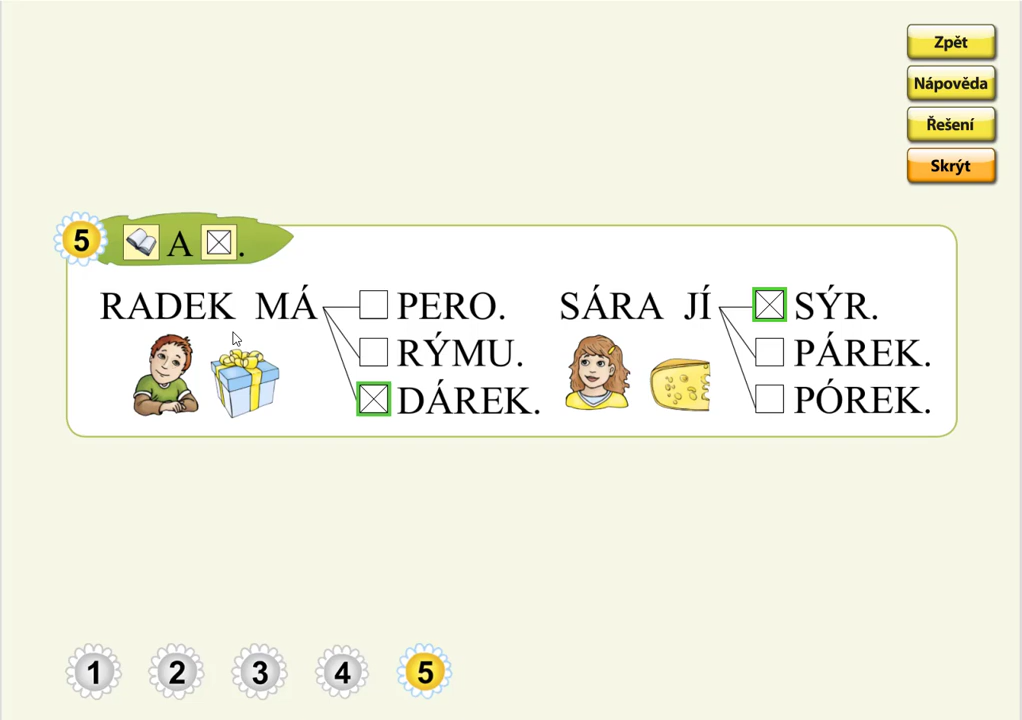 Zpět
Nápověda
Řešení
Skrýt
5 A .
RADEK MÁ PERO. SÁRA JÍ SÝR.
RÝMU. PÁREK.
DÁREK. PÓREK.
1 2 3 4 5